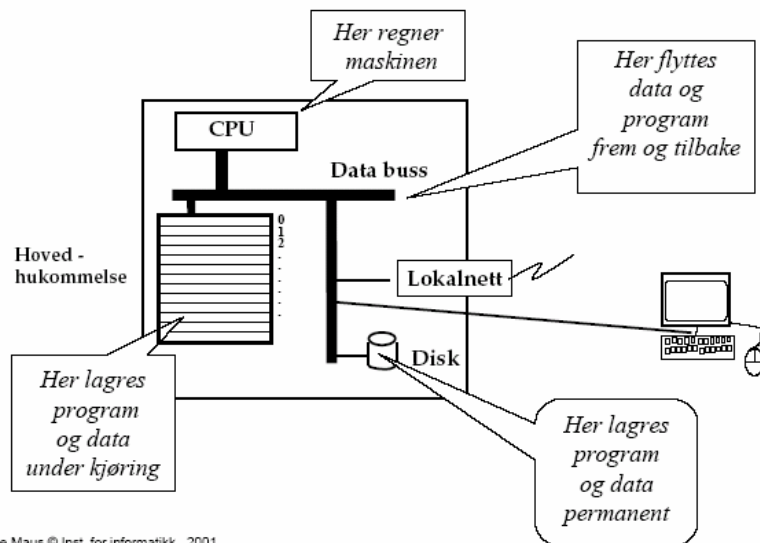 Her regner
maskinen
Her flyttes
data og
program
frem og tilbake
CPU
Data buss
0
1
2
Hoved -
hukommelse
Lokalnett
Disk
Her lagres
program
og data
under kjøring
Her lagres
program
og data
permanent
Maus © Inst. for informatikk, 2001